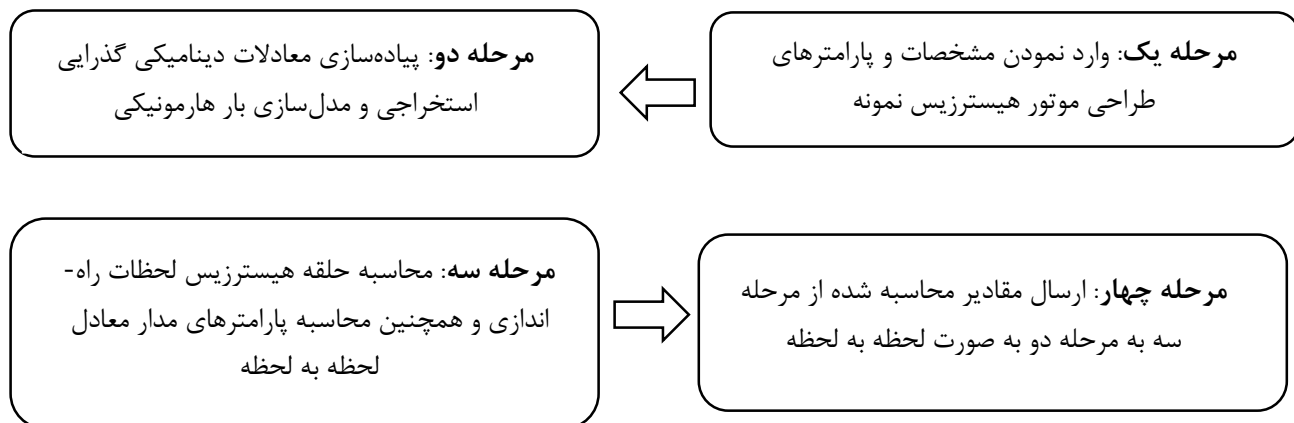 مرحله یک: وارد نمودن مشخصات و پارامترهای
طراحی موتور هیسترزیس نمونه
مرحله دو: پیاده‌سازی معادلات دینامیکی گذرایی
استخراجی و مدل‌سازی بار هارمونیکی
مرحله سه: محاسبه حلقه هیسترزیس لحظات راه-
اندازی و همچنین محاسبه پارامترهای مدار معادل
لحظه به لحظه
مرحله چهار: ارسال مقادیر محاسبه شده از مرحله
سه به مرحله دو به صورت لحظه به لحظه